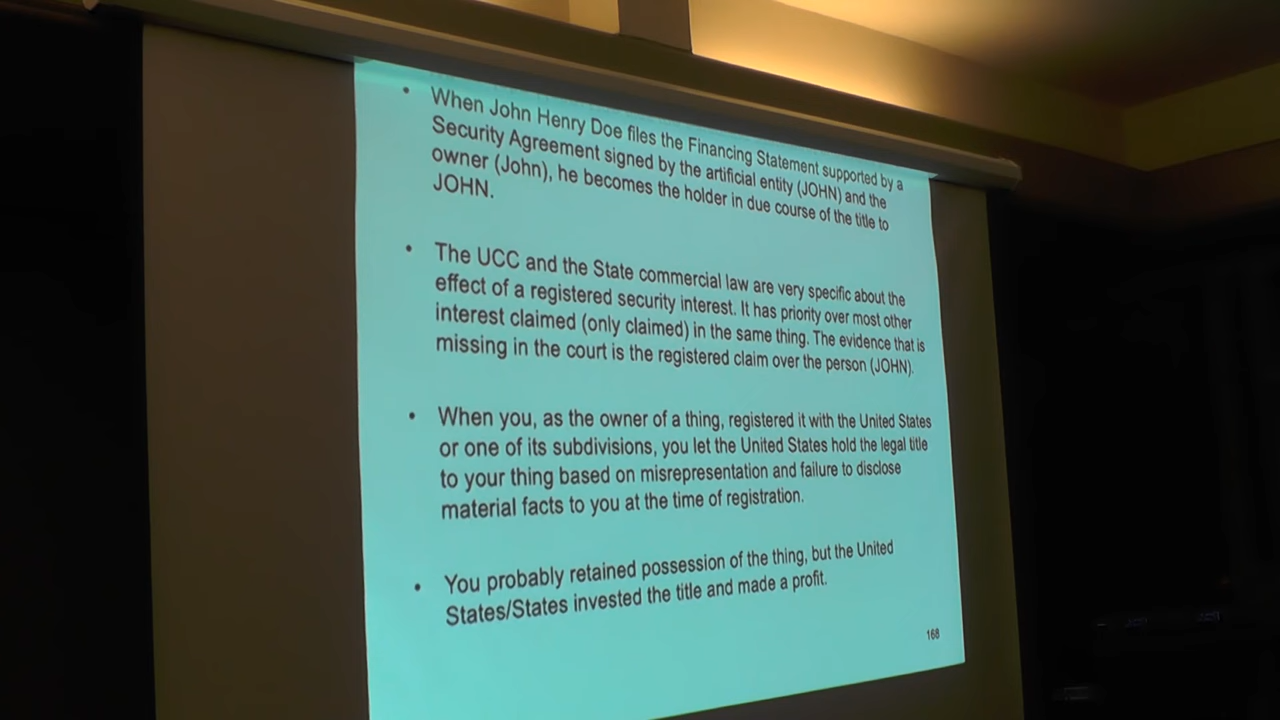 • When John Henry Doe files the Financing Statement supported by a
Security Agreement signed by the artificial entity (JOHN) and the
owner (John), he becomes the holder in due course of the title to
JOHN.
• The UCC and the State commercial law are very specific about the
effect of a registered security interest. It has priority over most other
interest claimed (only claimed) in the same thing. The evidence that is
missing in the court is the registered claim over the person (JOHN).
• When you, as the owner of a thing, registered it with the United States
or one of its subdivisions, you let the United States hold the legal title
to your thing based on misrepresentation and failure to disclose
material facts to you at the time of registration.
• You probably retained possession of the thing, but the United
States/States invested the title and made a profit.
168